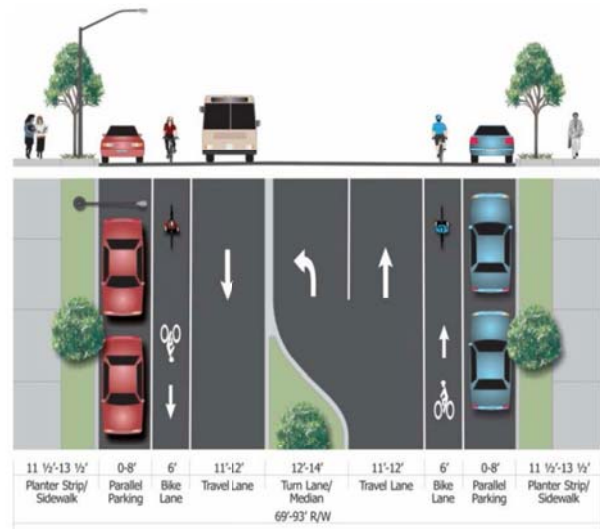 11 ½'-13 ½' 0-8' 6' 11'-12' 12'-14' 11'-12' 6' 0-8' 11 ½'-13 ½'
Planter Strip/ Parallel Bike Travel Lane Turn Lane/ Travel Lane Bike Parallel Planter Strip/
Sidewalk Parking Lane Median Lane Parking Sidewalk
69'-93' R/W